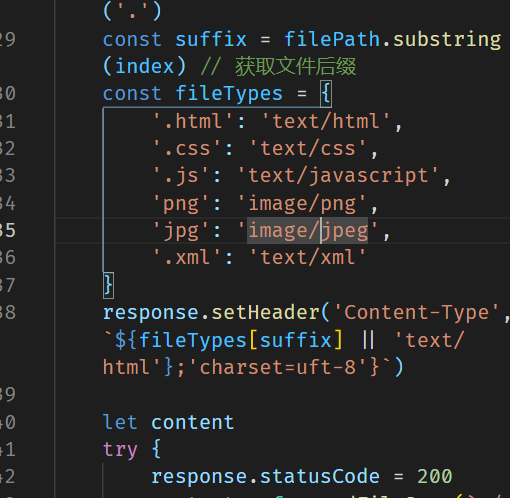 ('.')
29 const suffix = filePath.substring
(index) // 获取文件后缀
30 const fileTypes = {
31 '.html': 'text/html',
32 '.css': 'text/css',
33 '.js': 'text/javascript',
34 'png': 'image/png',
35 'jpg': 'image/jpeg',
36 '.xml': 'text/xml'
37 }
38 response.setHeader('Content-Type',
`${fileTypes[suffix] || 'text/
html'};'charset=uft-8'}`)
39
40 let content
41 try {
42 response.statusCode = 200